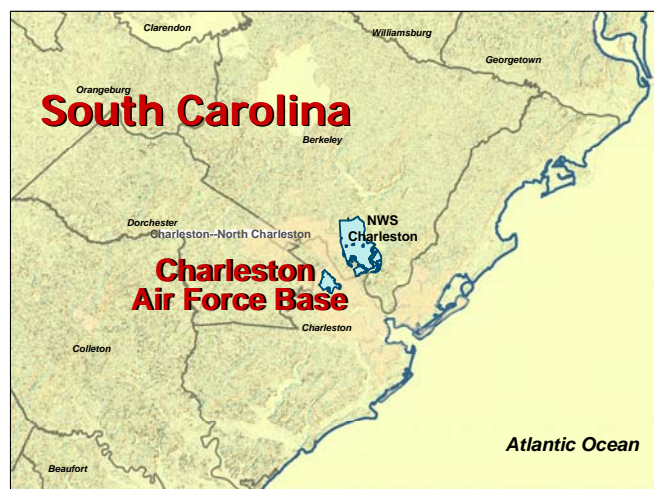 Clarendon
Williamsburg
Georgetown
Orangeburg
South Carolina
Berkeley
NWS
Charleston
Dorchester
Charleston--North Charleston
Charleston
Air Force Base
Charleston
Colleton
Atlantic Ocean
Beaufort